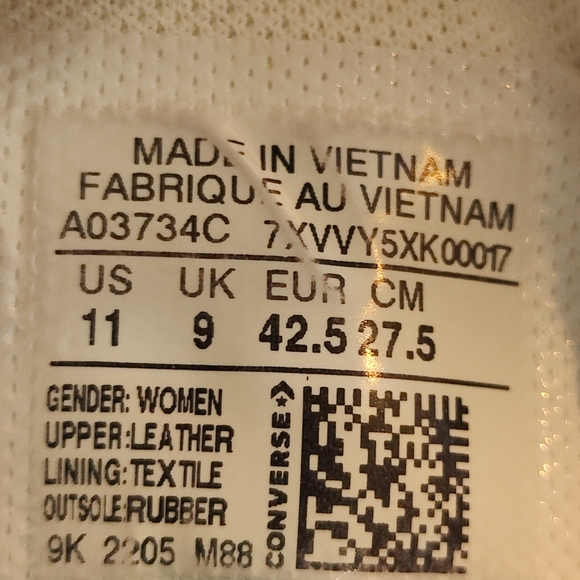 MADE IN VIETNAM
FABRIQUE AU VIETNAM
A03734C 7XVVY5XK00017
US UK EUR CM
11 9 42.5 27.5
GENDER: WOMEN
UPPER:LEATHER
LINING:TEXTILE
OUTSOLE:RUBBER
9K 2205 M88
CONVERSE